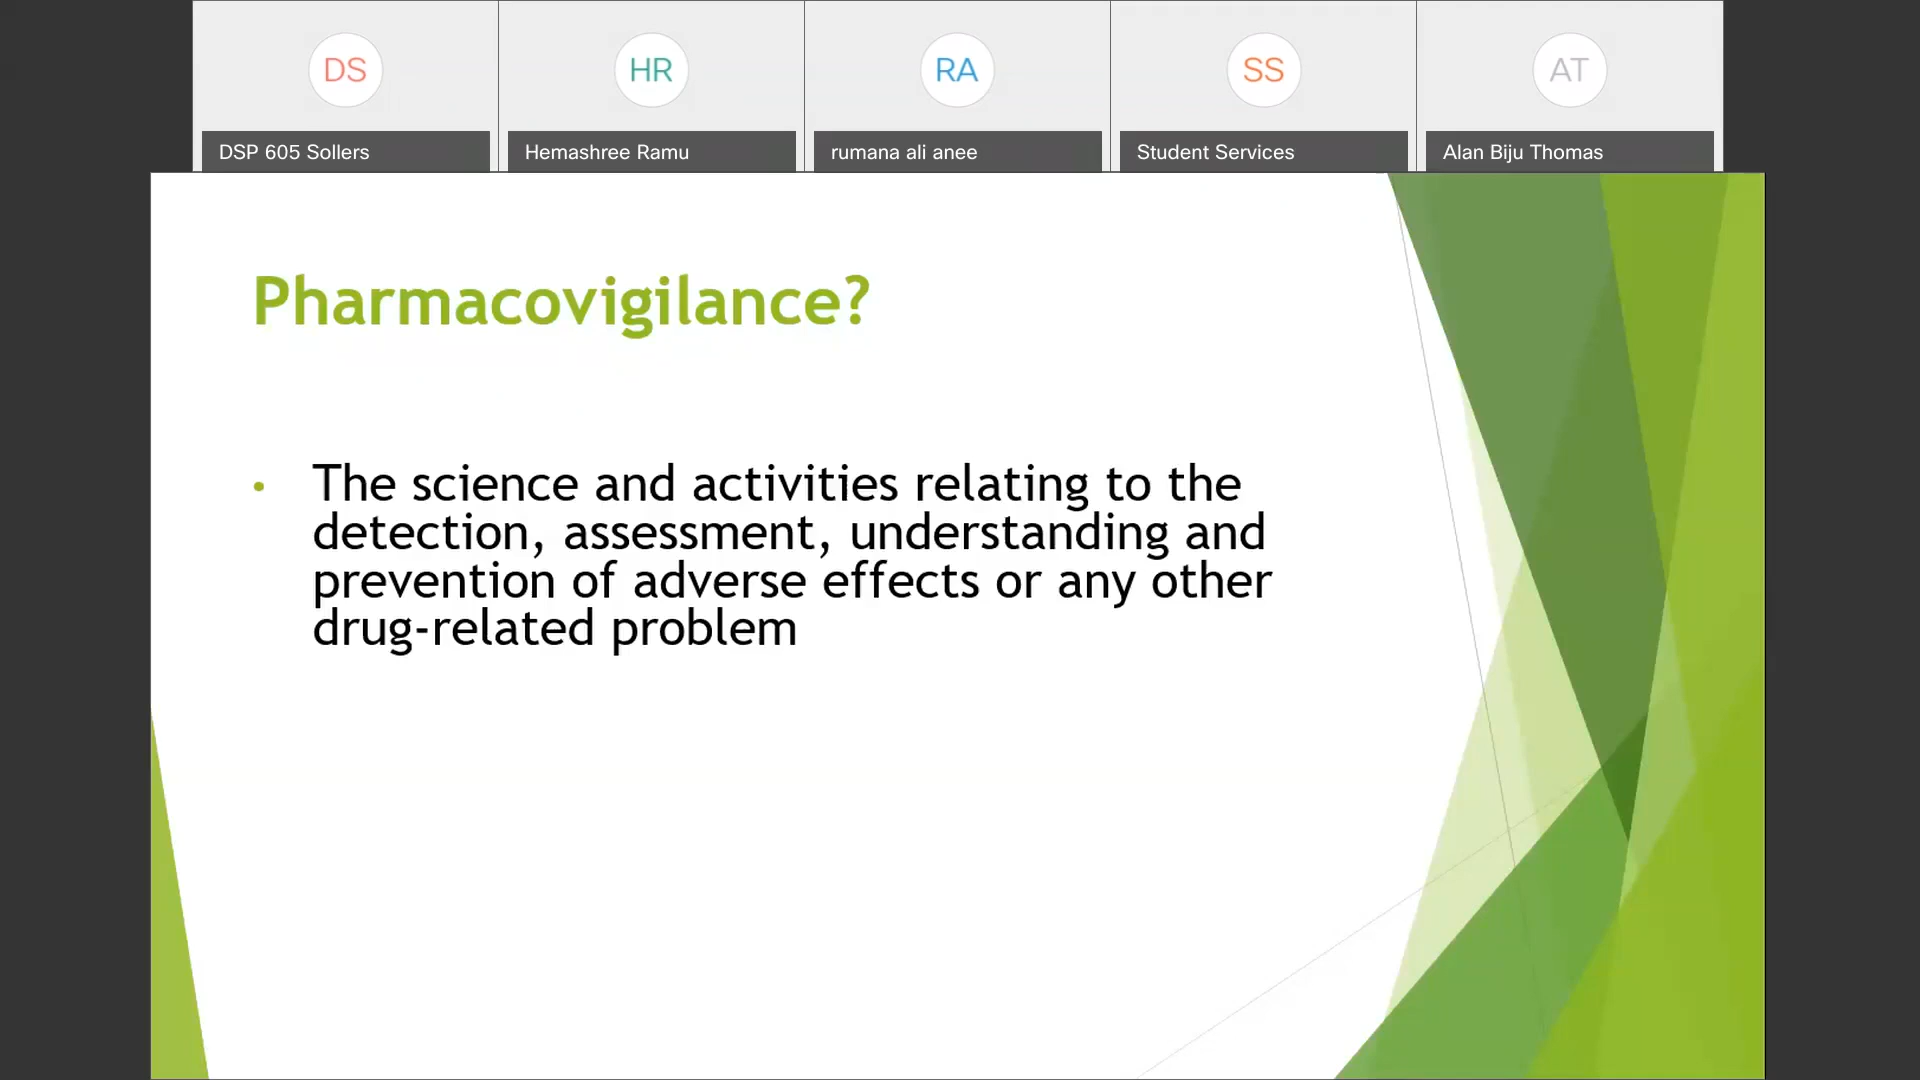 DS
HR
RA
SS
AT
DSP 605 Sollers
Hemashree Ramu
rumana ali anee
Student Services
Alan Biju Thomas
Pharmacovigilance?
• The science and activities relating to the
detection, assessment, understanding and
prevention of adverse effects or any other
drug-related problem